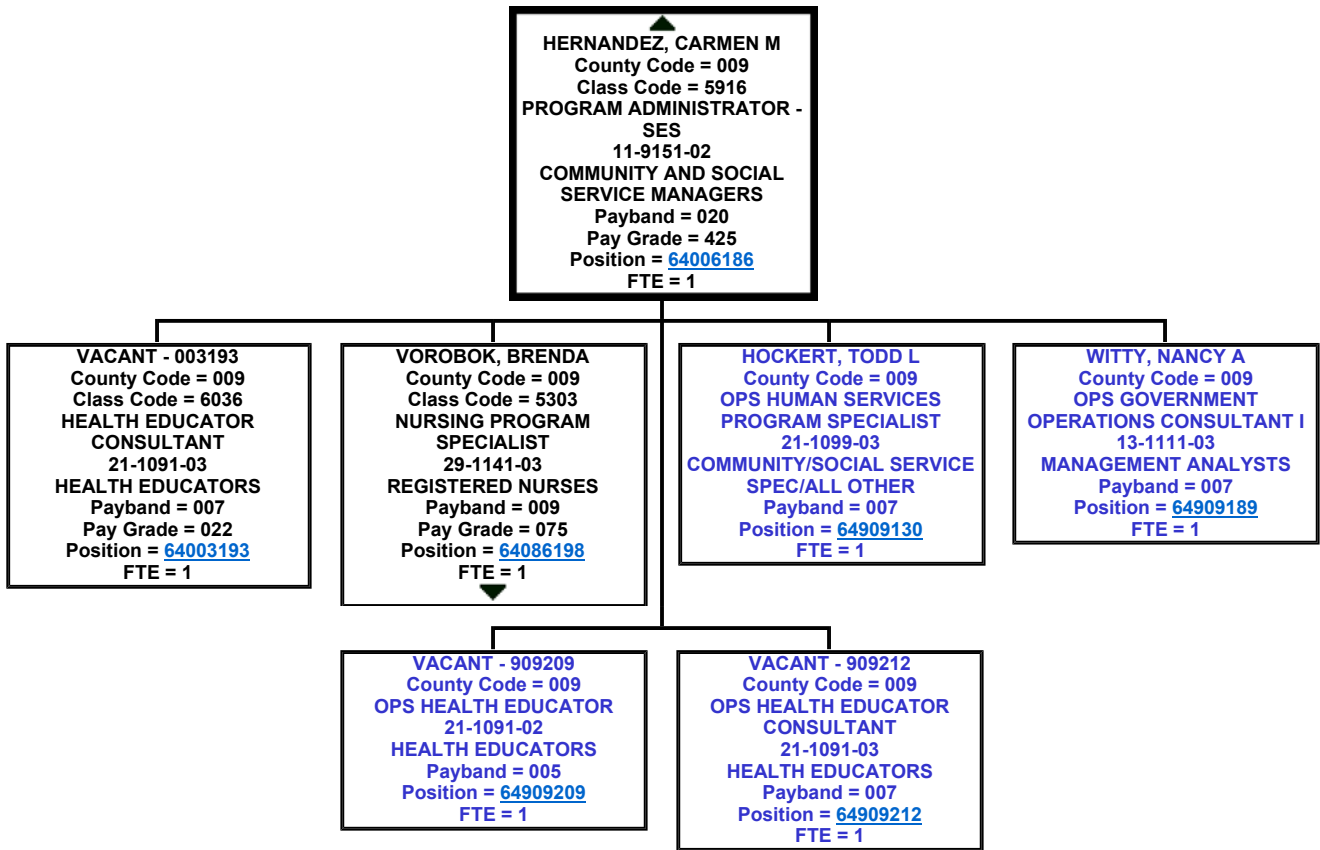 HERNANDEZ, CARMEN M
County Code = 009
Class Code = 5916
PROGRAM ADMINISTRATOR -
SES
11-9151-02
COMMUNITY AND SOCIAL
SERVICE MANAGERS
Payband = 020
Pay Grade = 425
Position = 64006186
FTE = 1
VACANT - 003193
County Code = 009
Class Code = 6036
HEALTH EDUCATOR
CONSULTANT
21-1091-03
HEALTH EDUCATORS
Payband = 007
Pay Grade = 022
Position = 64003193
FTE = 1
VOROBOK, BRENDA
County Code = 009
Class Code = 5303
NURSING PROGRAM
SPECIALIST
29-1141-03
REGISTERED NURSES
Payband = 009
Pay Grade = 075
Position = 64086198
FTE = 1
HOCKERT, TODD L
County Code = 009
OPS HUMAN SERVICES
PROGRAM SPECIALIST
21-1099-03
COMMUNITY/SOCIAL SERVICE
SPEC/ALL OTHER
Payband = 007
Position = 64909130
FTE = 1
WITTY, NANCY A
County Code = 009
OPS GOVERNMENT
OPERATIONS CONSULTANT I
13-1111-03
MANAGEMENT ANALYSTS
Payband = 007
Position = 64909189
FTE = 1
VACANT - 909209
County Code = 009
OPS HEALTH EDUCATOR
21-1091-02
HEALTH EDUCATORS
Payband = 005
Position = 64909209
FTE = 1
VACANT - 909212
County Code = 009
OPS HEALTH EDUCATOR
CONSULTANT
21-1091-03
HEALTH EDUCATORS
Payband = 007
Position = 64909212
FTE = 1